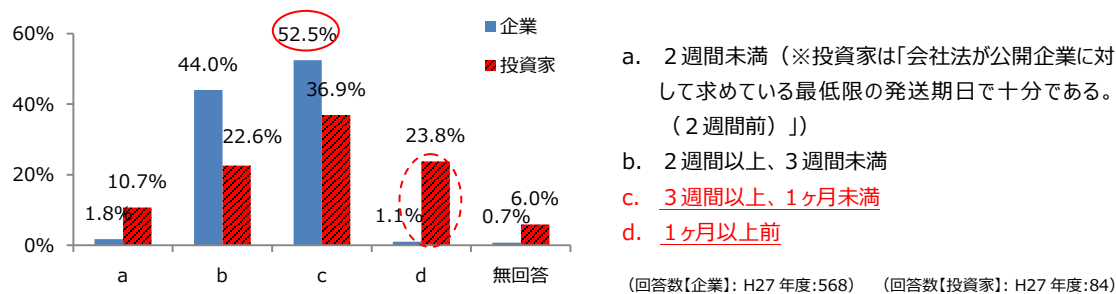 60%
40%
20%
0%
企業
投資家
1.8%
10.7%
44.0%
22.6%
52.5%
36.9%
1.1%
23.8%
0.7%
6.0%
a b c d 無回答
a. 2週間未満（※投資家は「会社法が公開企業に対
して求めている最低限の発送期日で十分である。
（2週間前）」）
b. 2週間以上、3週間未満
c. 3週間以上、1ヶ月未満
d. 1ヶ月以上前
（回答数【企業】：H27年度:568） （回答数【投資家】：H27年度:84）